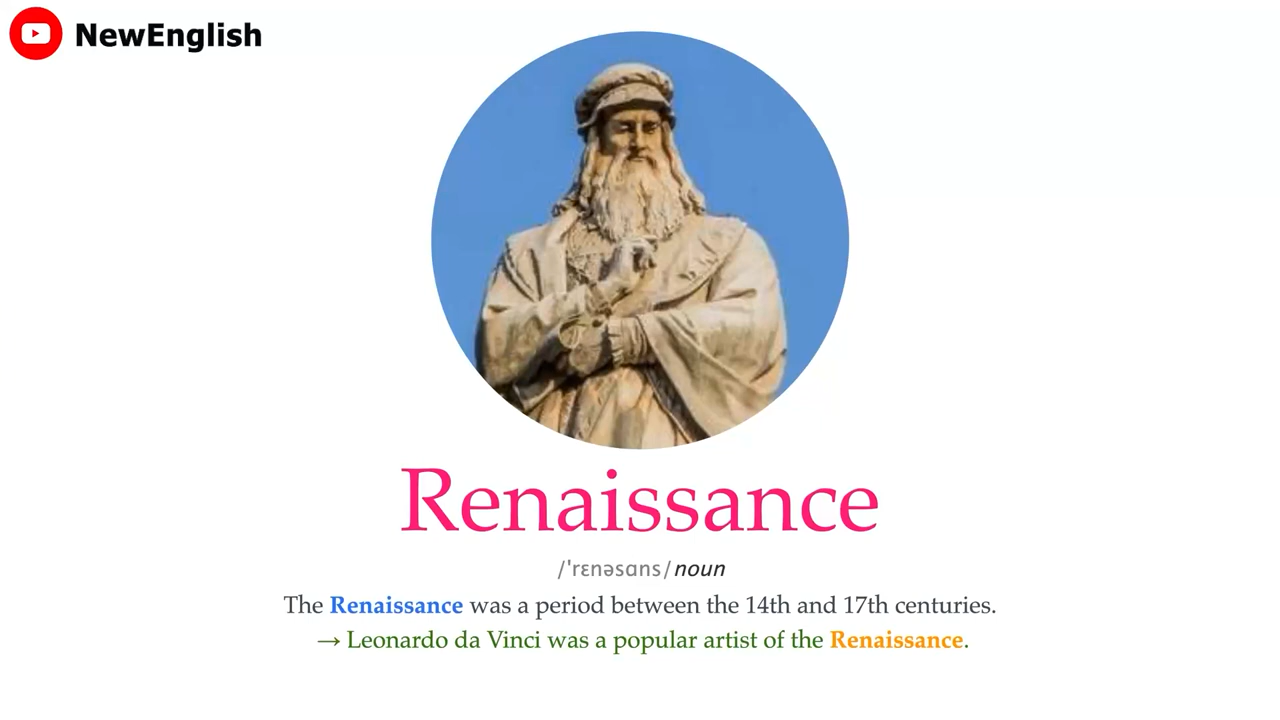 NewEnglish
Renaissance
/ˈrɛnəsɑns/noun
The Renaissance was a period between the 14th and 17th centuries.
→ Leonardo da Vinci was a popular artist of the Renaissance.